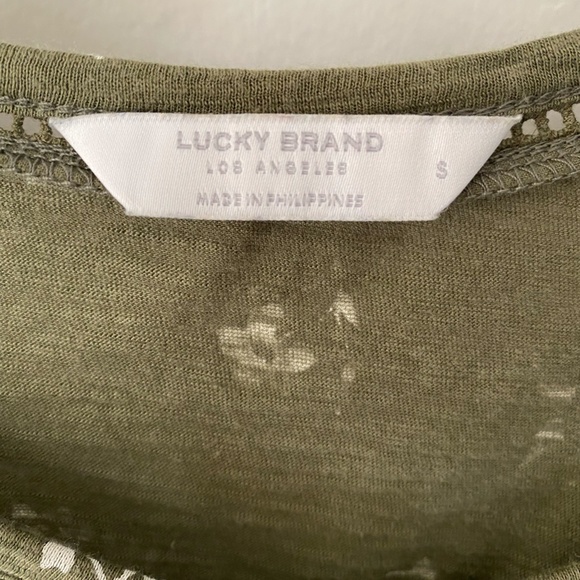 LUCKY BRAND
LOS ANGELES
S
MADE IN PHILIPPINES